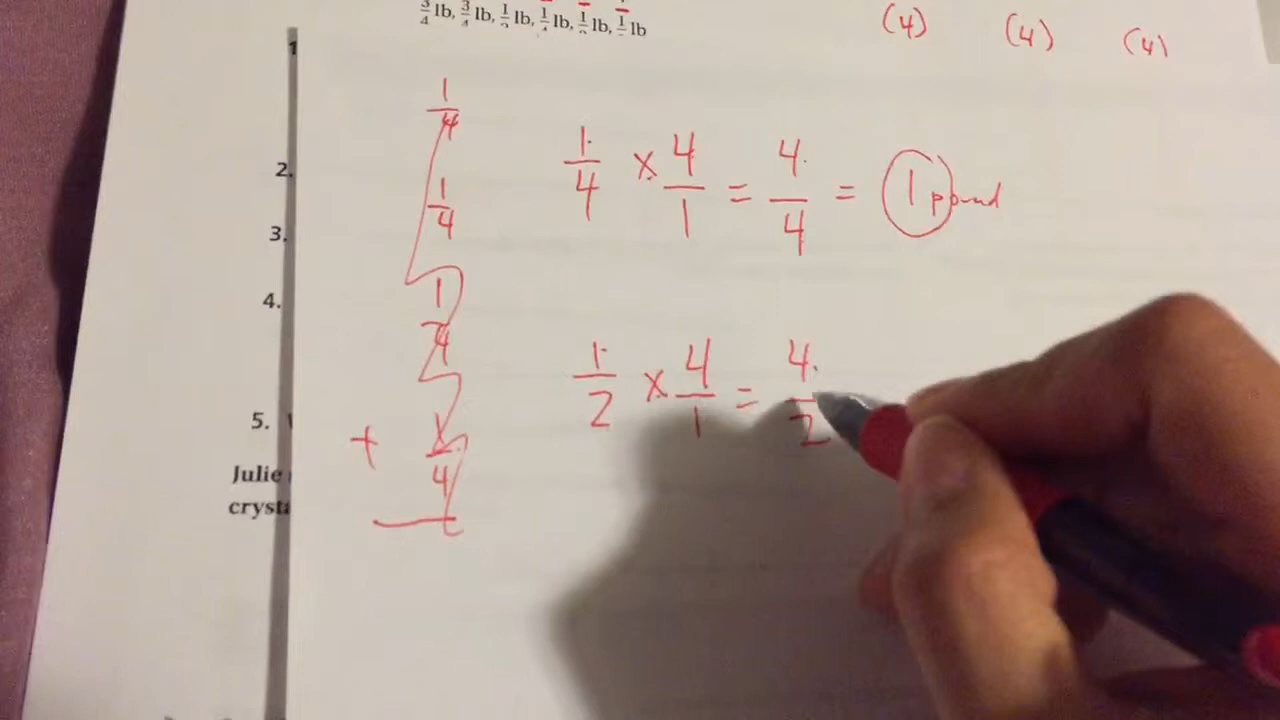 3/4 lb, 3/4 lb, 1/2 lb, 1/4 lb, 1/2 lb, 1/2 lb
(4) (4) (4)
1
1/4
1/4 × 4/1 = 4/4 = 1 pound
2.
1/4
3.
1/4
4.
1/2 × 4/1 = 4/2
5.
+ 1/4
Julie
cryst